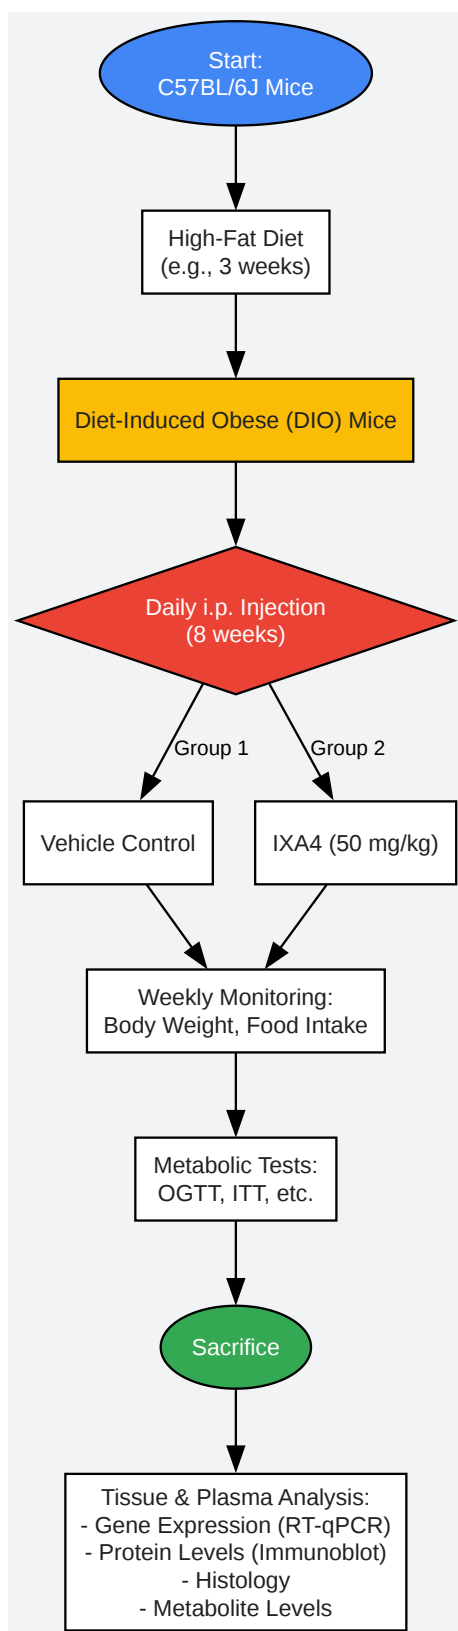 Start:
C57BL/6J Mice
High-Fat Diet
(e.g., 3 weeks)
Diet-Induced Obese (DIO) Mice
Daily i.p. Injection
(8 weeks)
Group 1
Group 2
Vehicle Control
IXA4 (50 mg/kg)
Weekly Monitoring:
Body Weight, Food Intake
Metabolic Tests:
OGTT, ITT, etc.
Sacrifice
Tissue & Plasma Analysis:
- Gene Expression (RT-qPCR)
- Protein Levels (Immunoblot)
- Histology
- Metabolite Levels